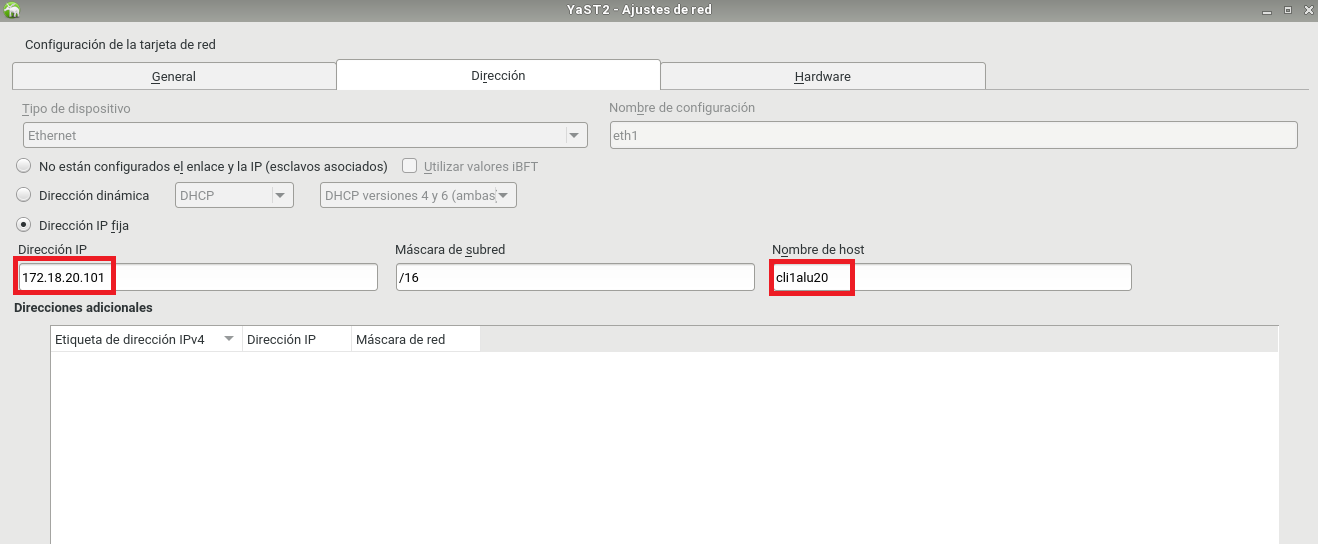 YaST2 - Ajustes de red
Configuración de la tarjeta de red
General Dirección Hardware
Tipo de dispositivo Nombre de configuración
Ethernet eth1
No están configurados el enlace y la IP (esclavos asociados) Utilizar valores iBFT
Dirección dinámica DHCP DHCP versiones 4 y 6 (ambas
Dirección IP fija
Dirección IP Máscara de subred Nombre de host
172.18.20.101 /16 cli1alu20
Direcciones adicionales
Etiqueta de dirección IPv4 Dirección IP Máscara de red